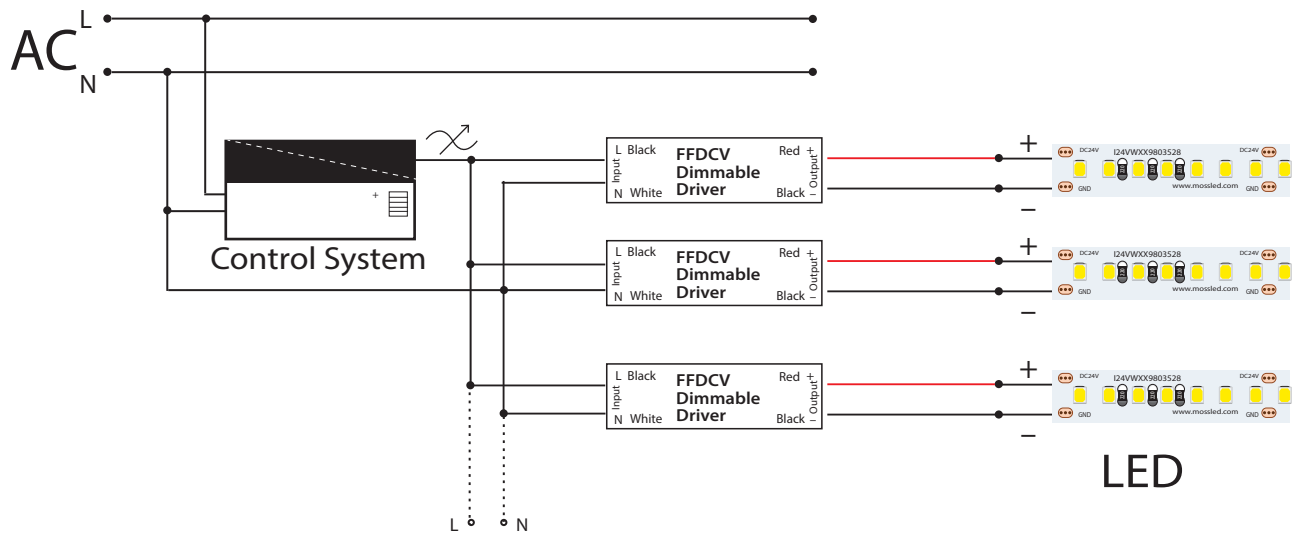 L
AC
N
Control System
L Black
Input
N White
FFDCV
Dimmable
Driver
Red +
Output
Black –
+
–
DC24V
I24VWXX9803528
DC24V
GND
www.mossled.com
GND
L Black
Input
N White
FFDCV
Dimmable
Driver
Red +
Output
Black –
+
–
DC24V
I24VWXX9803528
DC24V
GND
www.mossled.com
GND
L Black
Input
N White
FFDCV
Dimmable
Driver
Red +
Output
Black –
+
–
DC24V
I24VWXX9803528
DC24V
GND
www.mossled.com
GND
LED
L
N